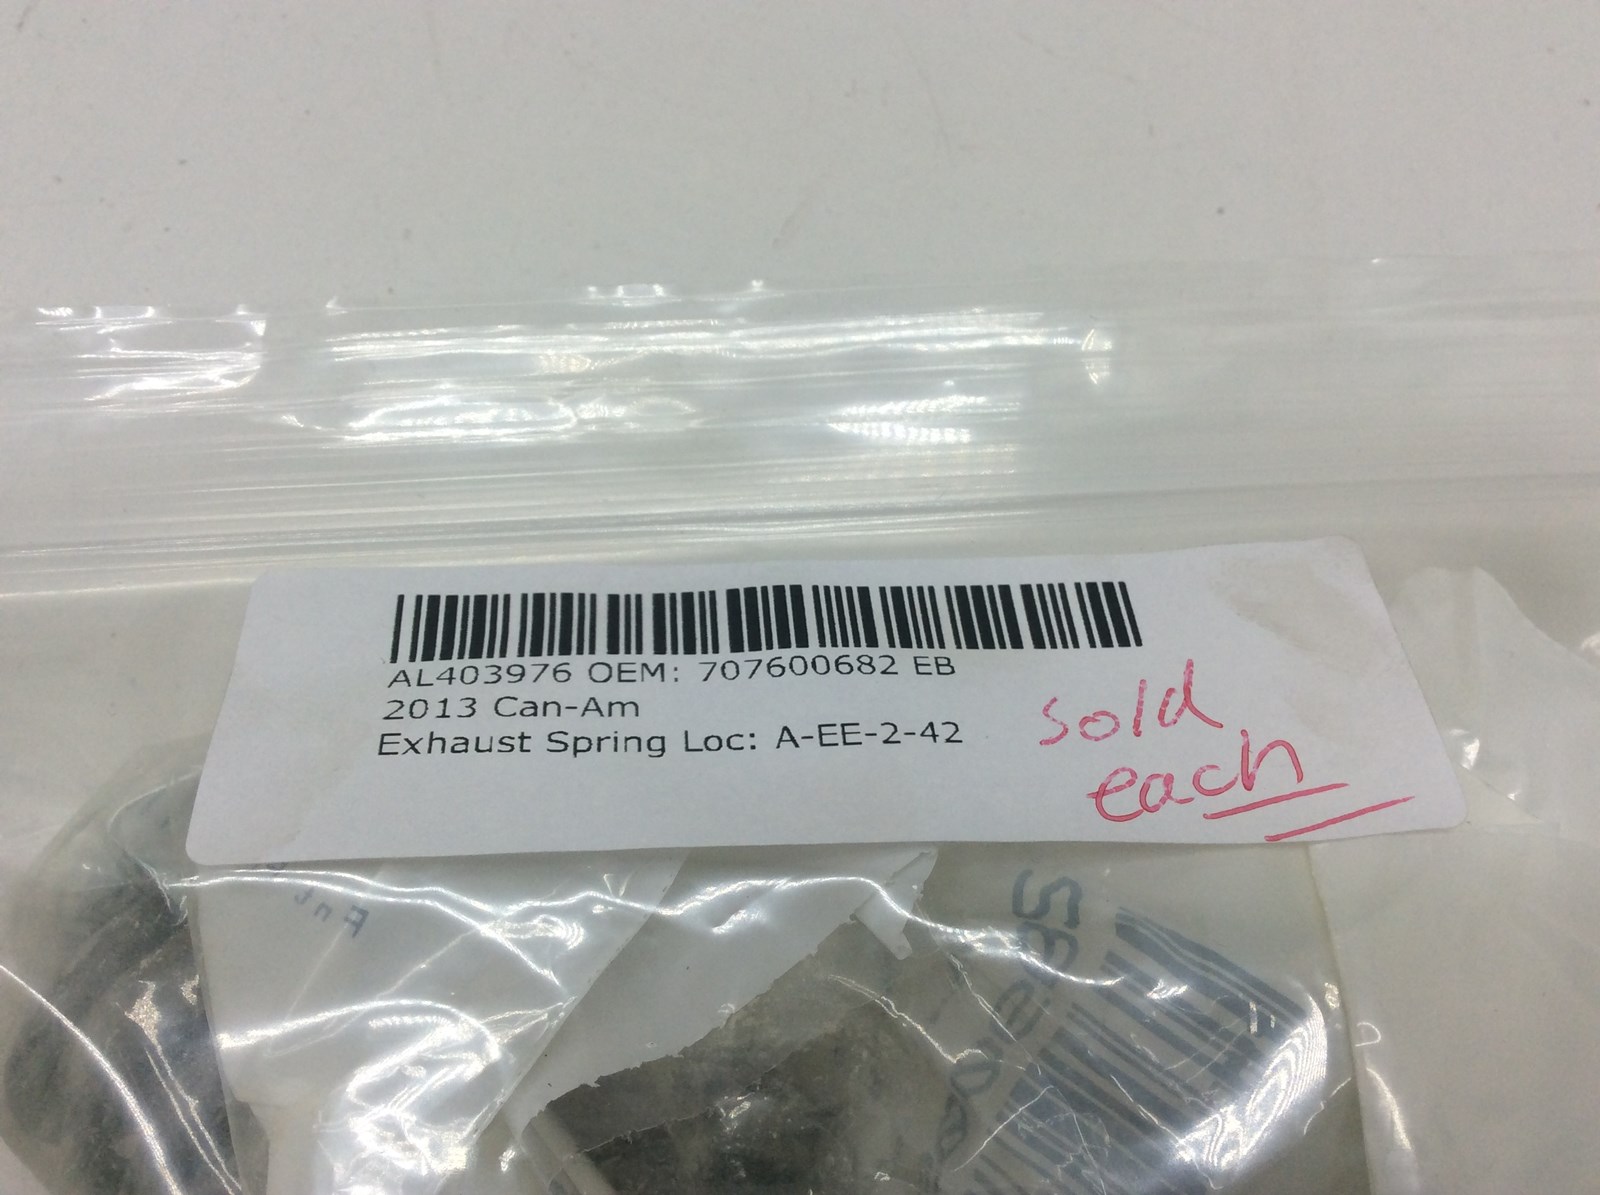 AL403976 OEM: 707600682 EB
2013 Can-Am
Exhaust Spring Loc: A-EE-2-42
sold
each